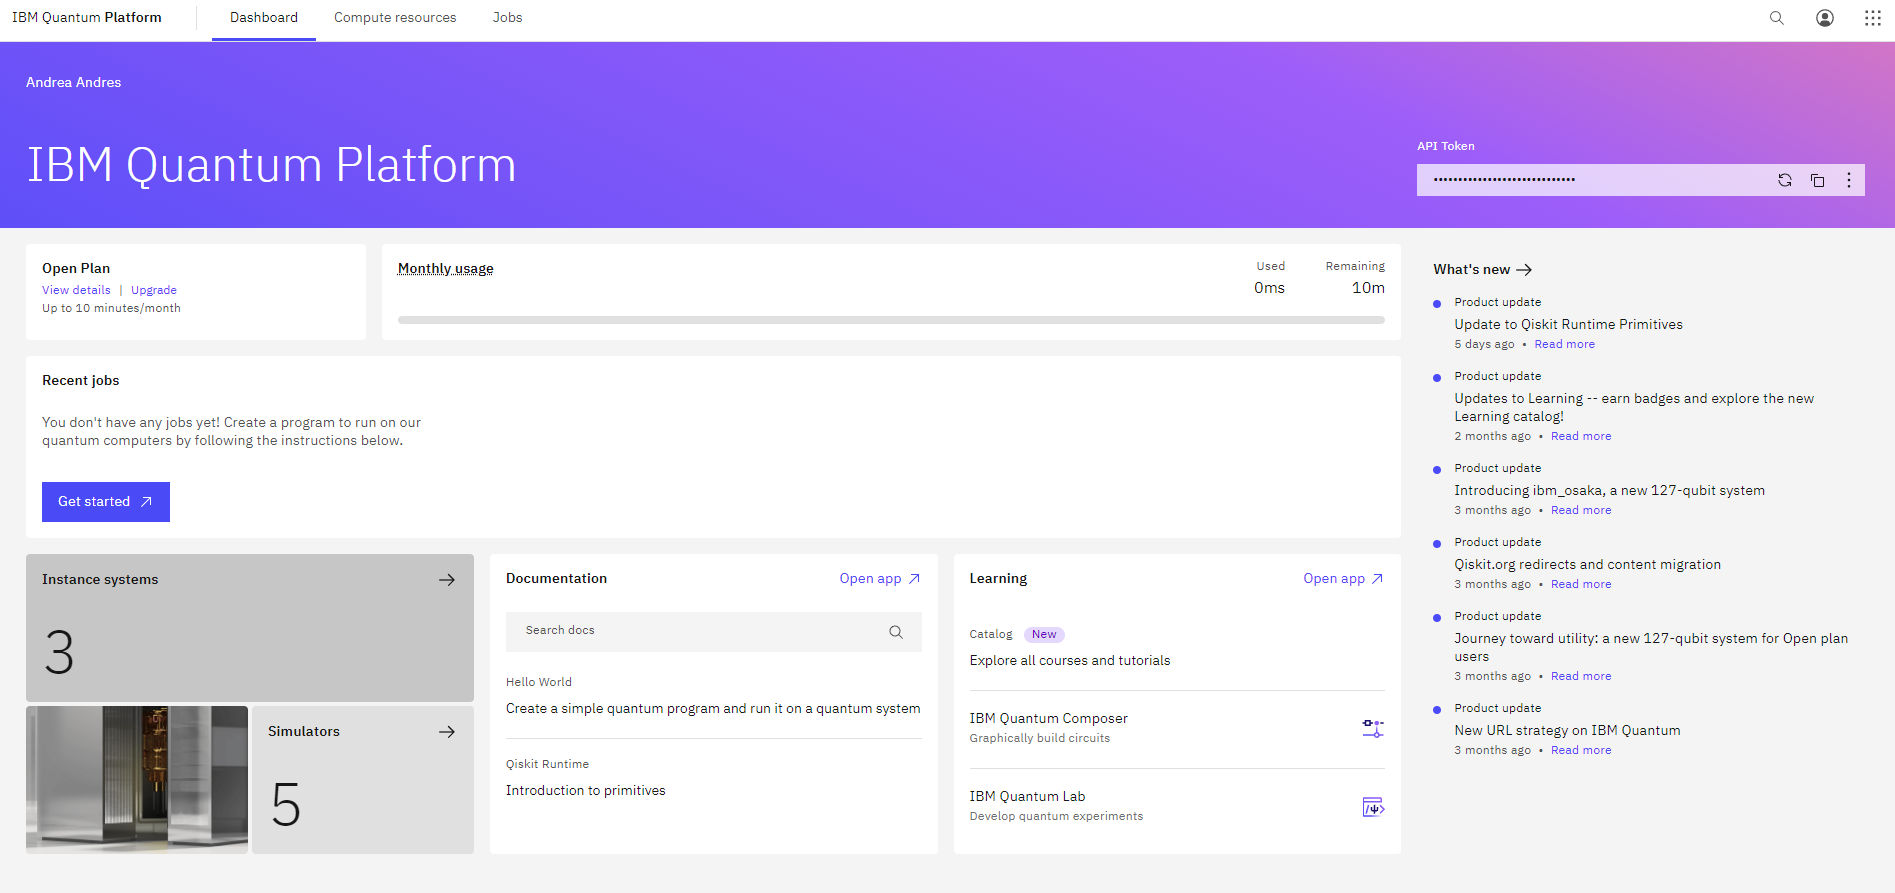 IBM Quantum Platform
Dashboard
Compute resources
Jobs
Andrea Andres
IBM Quantum Platform
API Token
•••••••••••••••••••••••••••••
Open Plan
View details | Upgrade
Up to 10 minutes/month
Monthly usage
Used
0ms
Remaining
10m
Recent jobs
You don't have any jobs yet! Create a program to run on our
quantum computers by following the instructions below.
Get started
Instance systems
3
Simulators
5
Documentation
Open app
Search docs
Hello World
Create a simple quantum program and run it on a quantum system
Qiskit Runtime
Introduction to primitives
Learning
Open app
Catalog New
Explore all courses and tutorials
IBM Quantum Composer
Graphically build circuits
IBM Quantum Lab
Develop quantum experiments
What's new
Product update
Update to Qiskit Runtime Primitives
5 days ago • Read more
Product update
Updates to Learning -- earn badges and explore the new
Learning catalog!
2 months ago • Read more
Product update
Introducing ibm_osaka, a new 127-qubit system
3 months ago • Read more
Product update
Qiskit.org redirects and content migration
3 months ago • Read more
Product update
Journey toward utility: a new 127-qubit system for Open plan
users
3 months ago • Read more
Product update
New URL strategy on IBM Quantum
3 months ago • Read more